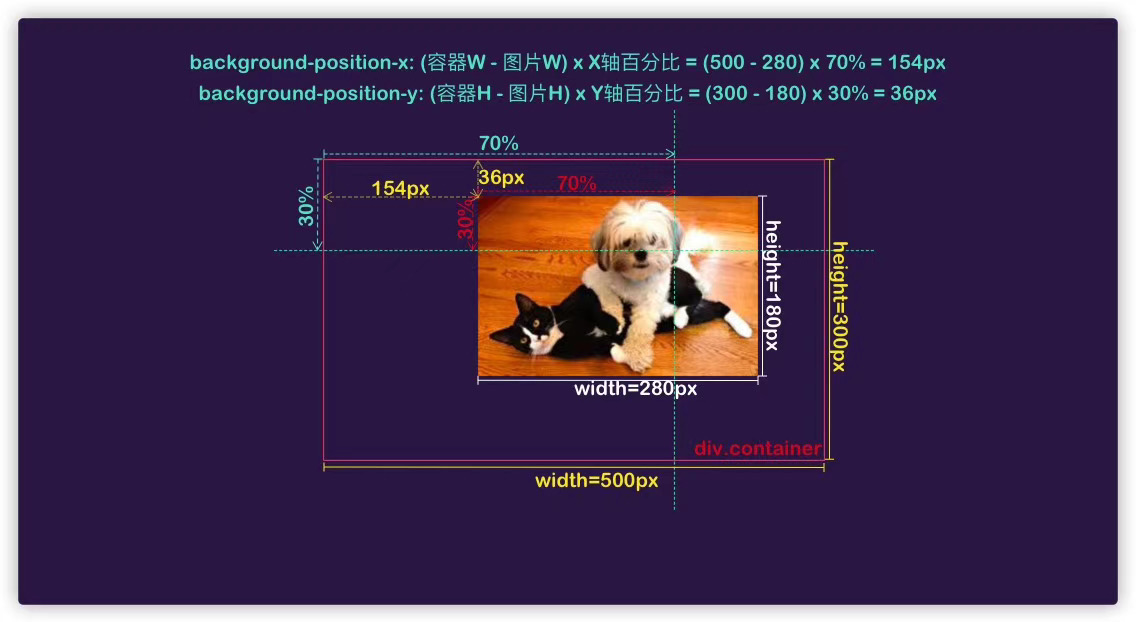 background-position-x: (容器W - 图片W) x X轴百分比 = (500 - 280) x 70% = 154px
background-position-y: (容器H - 图片H) x Y轴百分比 = (300 - 180) x 30% = 36px
70%
36px
70%
154px
30%
30%
height=180px
height=300px
width=280px
div.container
width=500px